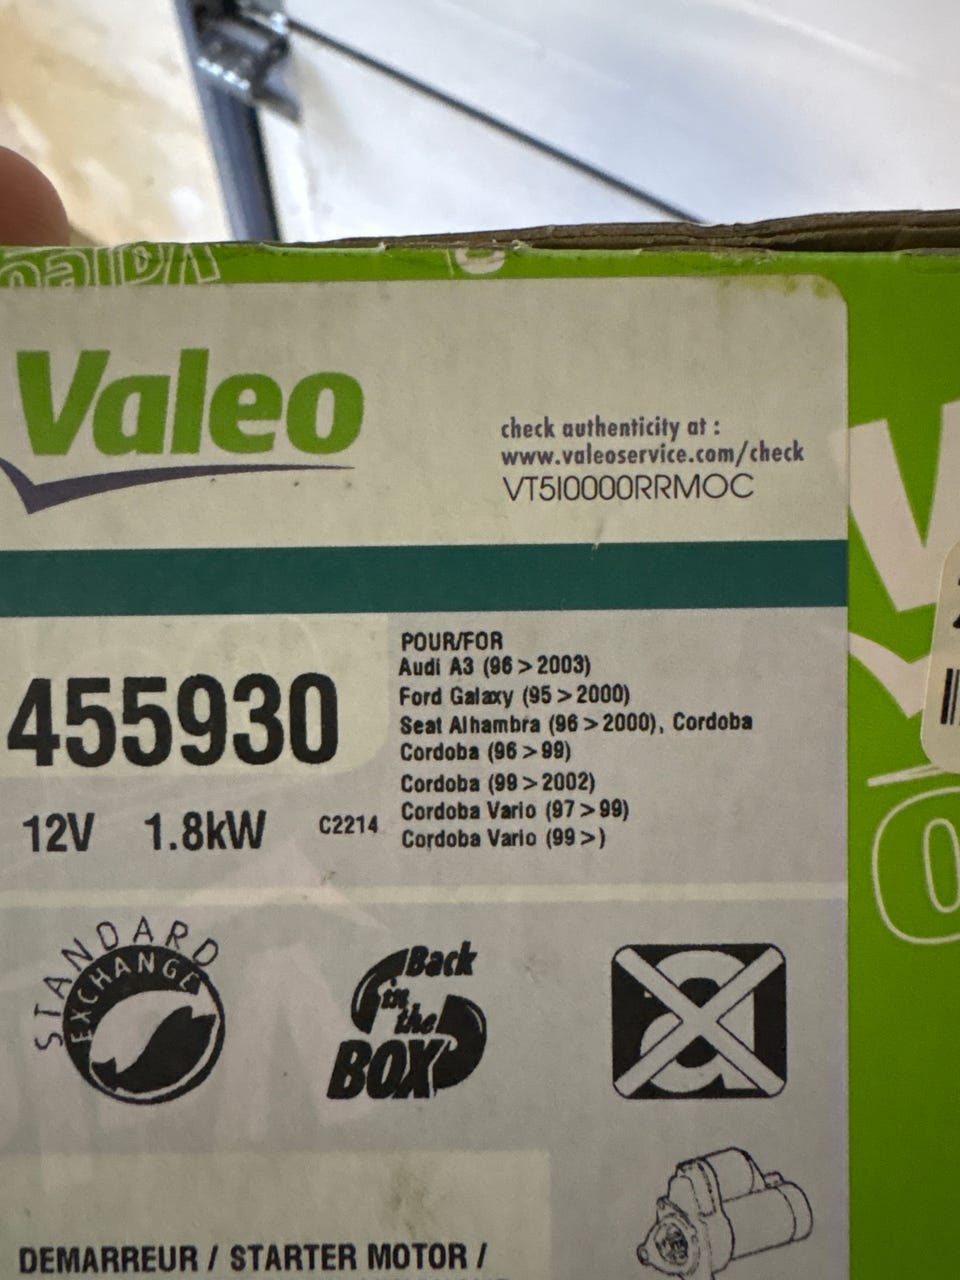 Valeo
check authenticity at :
www.valeoservice.com/check
VT5I0000RRMOC
455930
12V 1.8kW C2214
POUR/FOR
Audi A3 (96 > 2003)
Ford Galaxy (95 > 2000)
Seat Alhambra (96 > 2000), Cordoba
Cordoba (96 > 99)
Cordoba (99 > 2002)
Cordoba Vario (97 > 99)
Cordoba Vario (99 > )
STANDARD
EXCHANGE
Back
in
the
BOX
a
DEMARREUR / STARTER MOTOR /